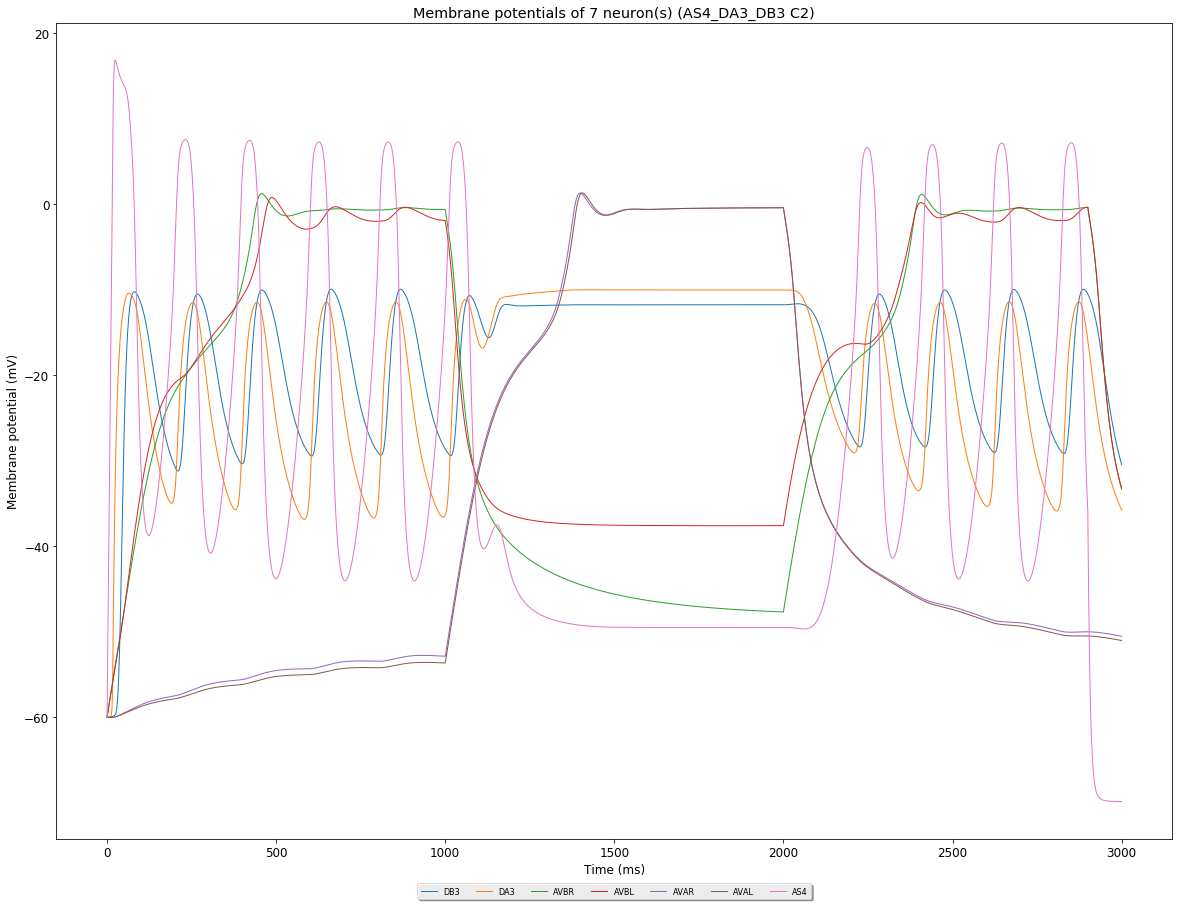 Membrane potentials of 7 neuron(s) (AS4_DA3_DB3 C2)
20
0
−20
−40
−60
Membrane potential (mV)
0 500 1000 1500 2000 2500 3000
Time (ms)
DB3 DA3 AVBR AVBL AVAR AVAL AS4